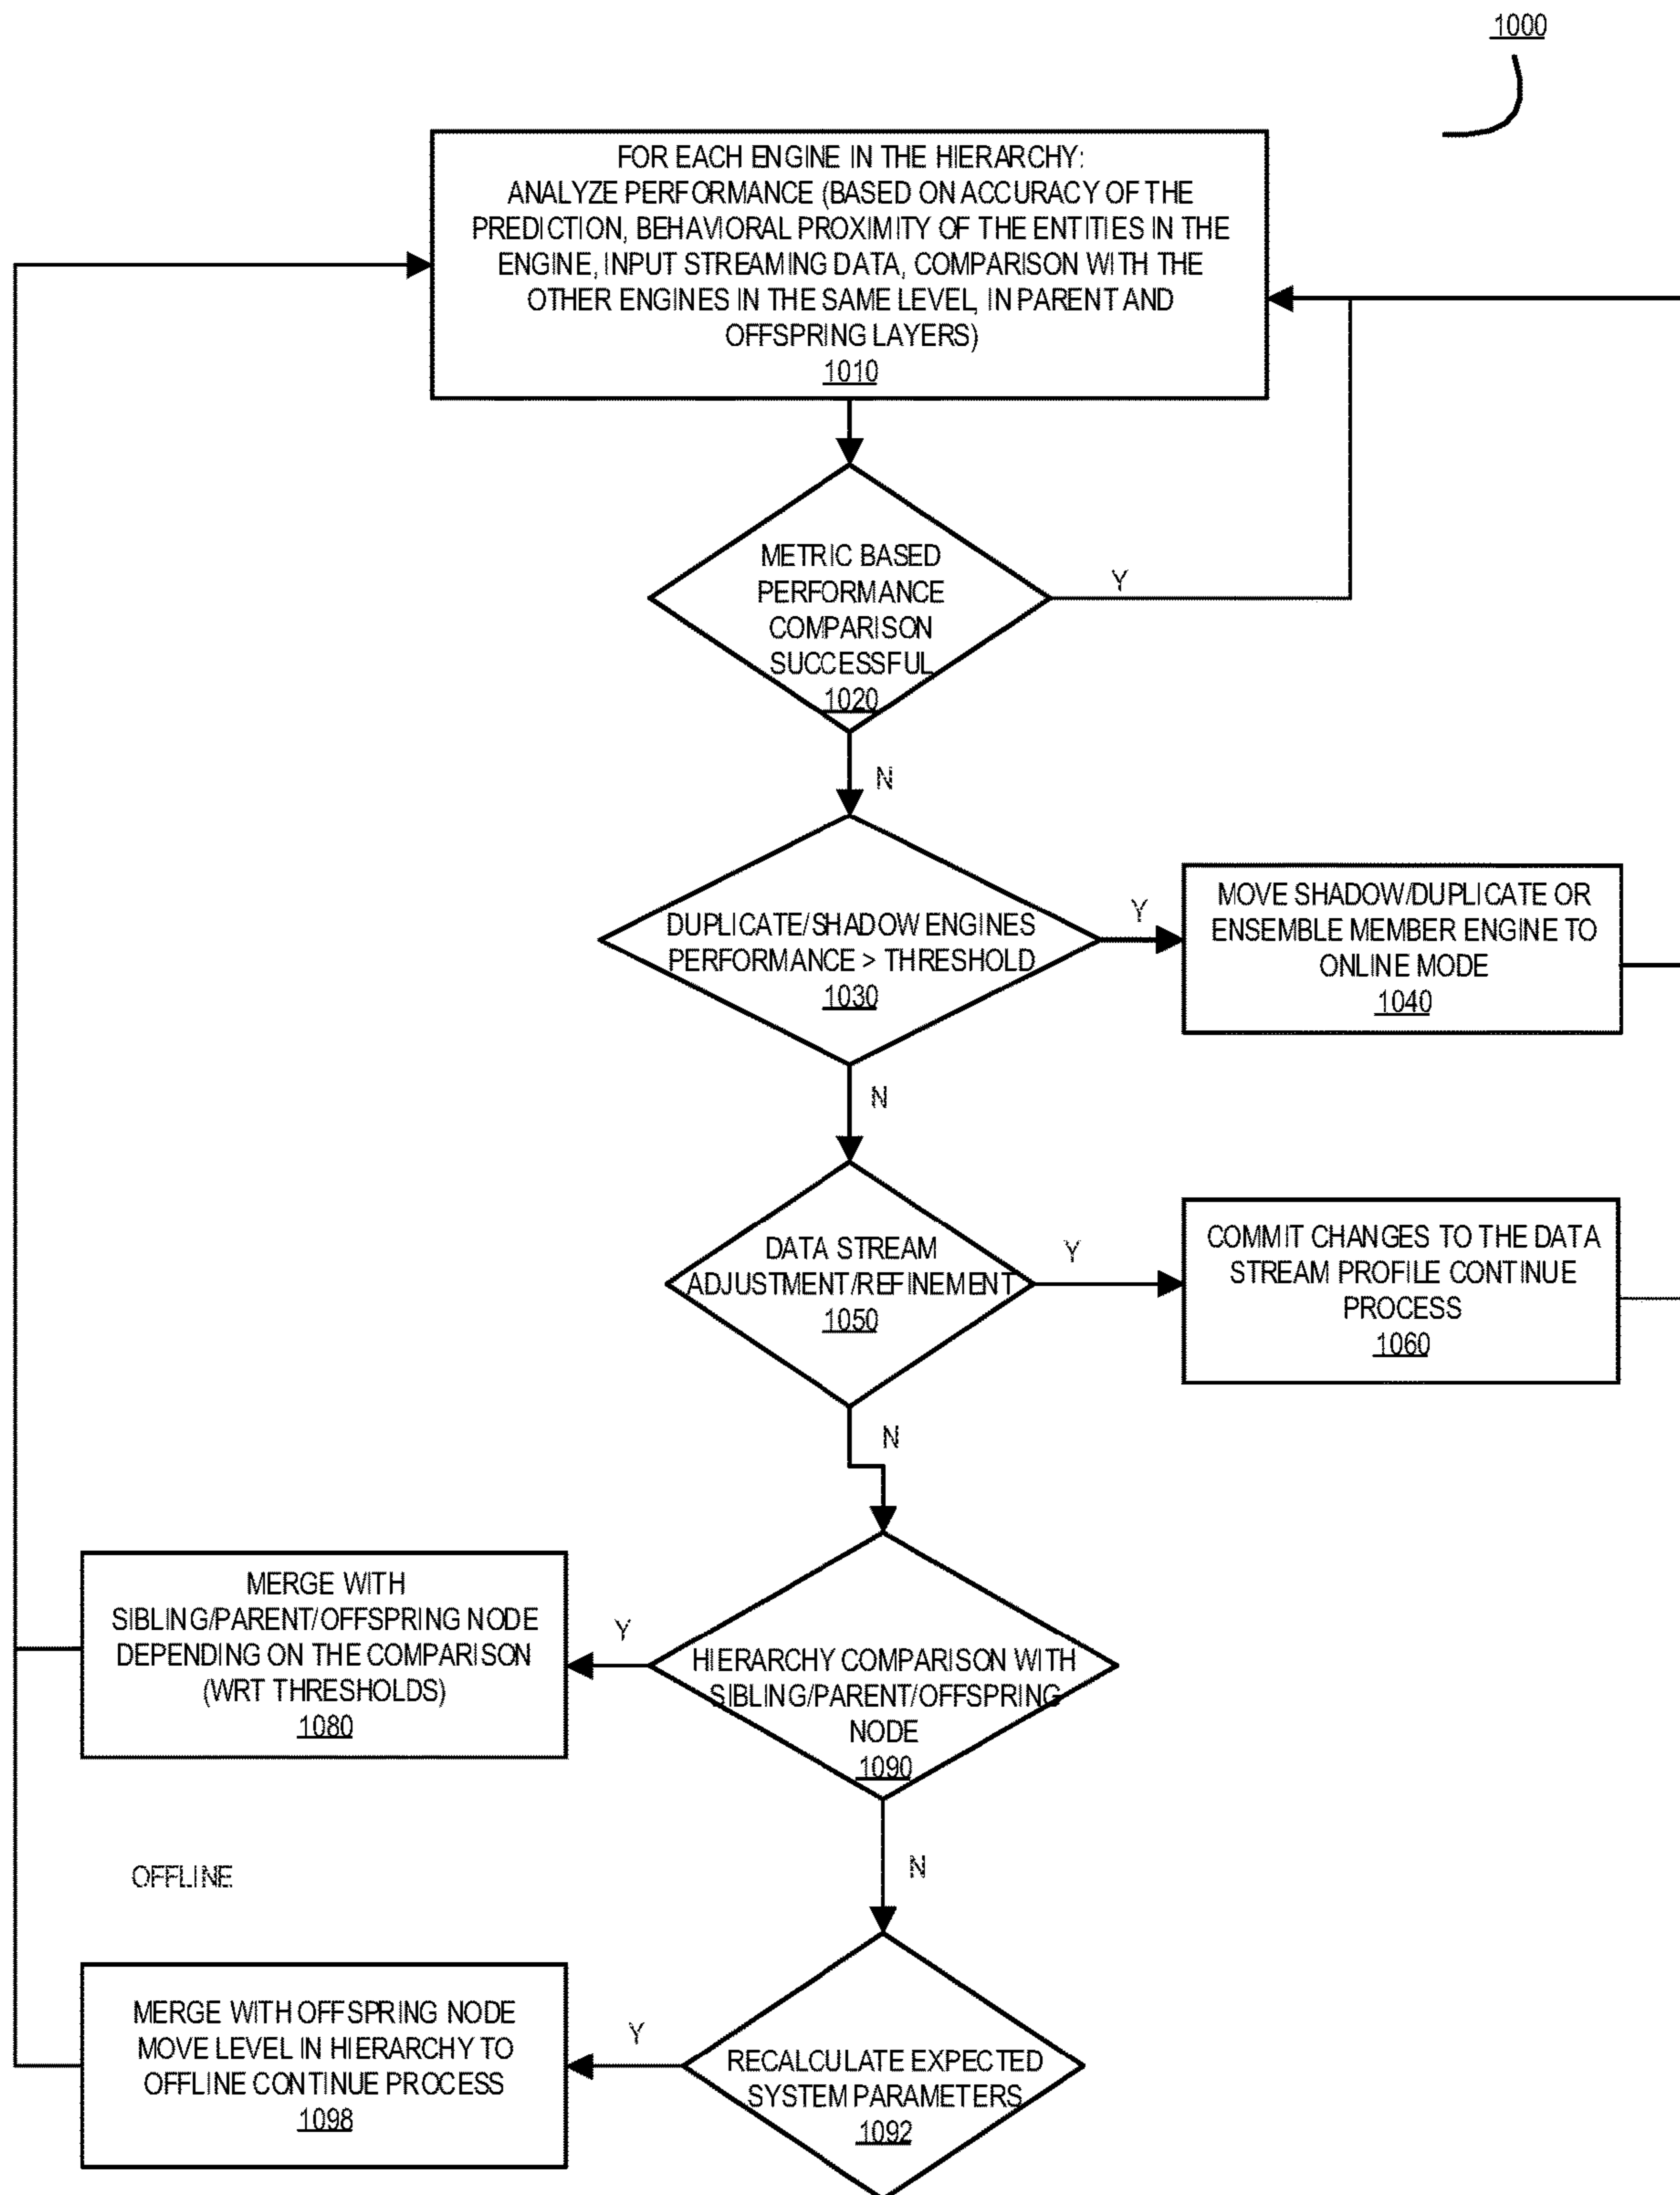 1000
FOR EACH ENGINE IN THE HIERARCHY:
ANALYZE PERFORMANCE (BASED ON ACCURACY OF THE
PREDICTION, BEHAVIORAL PROXIMITY OF THE ENTITIES IN THE
ENGINE, INPUT STREAMING DATA, COMPARISON WITH THE
OTHER ENGINES IN THE SAME LEVEL, IN PARENT AND
OFFSPRING LAYERS)
1010
METRIC BASED
PERFORMANCE
COMPARISON
SUCCESSFUL
1020
Y
N
DUPLICATE/SHADOW ENGINES
PERFORMANCE > THRESHOLD
1030
Y
MOVE SHADOW/DUPLICATE OR
ENSEMBLE MEMBER ENGINE TO
ONLINE MODE
1040
N
DATA STREAM
ADJUSTMENT/REFINEMENT
1050
Y
COMMIT CHANGES TO THE DATA
STREAM PROFILE CONTINUE
PROCESS
1060
N
MERGE WITH
SIBLING/PARENT/OFFSPRING NODE
DEPENDING ON THE COMPARISON
(WRT THRESHOLDS)
1080
Y
HIERARCHY COMPARISON WITH
SIBLING/PARENT/OFFSPRING
NODE
1090
OFFLINE
N
MERGE WITH OFFSPRING NODE
MOVE LEVEL IN HIERARCHY TO
OFFLINE CONTINUE PROCESS
1098
Y
RECALCULATE EXPECTED
SYSTEM PARAMETERS
1092